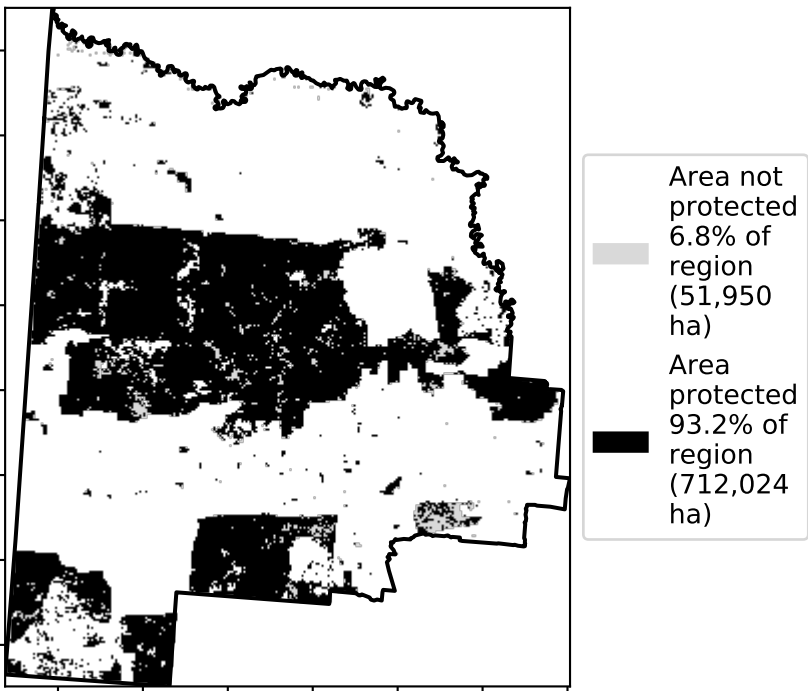 Area not
protected
6.8% of
region
(51,950
ha)
Area
protected
93.2% of
region
(712,024
ha)